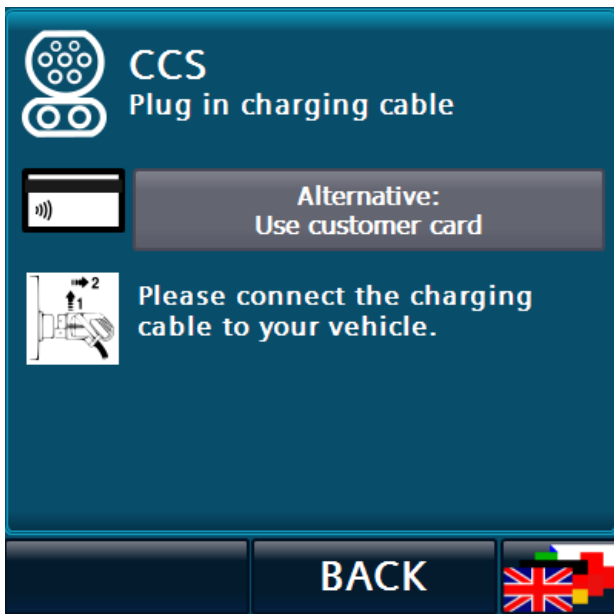 CCS
Plug in charging cable
Alternative:
Use customer card
2
1
Please connect the charging
cable to your vehicle.
BACK